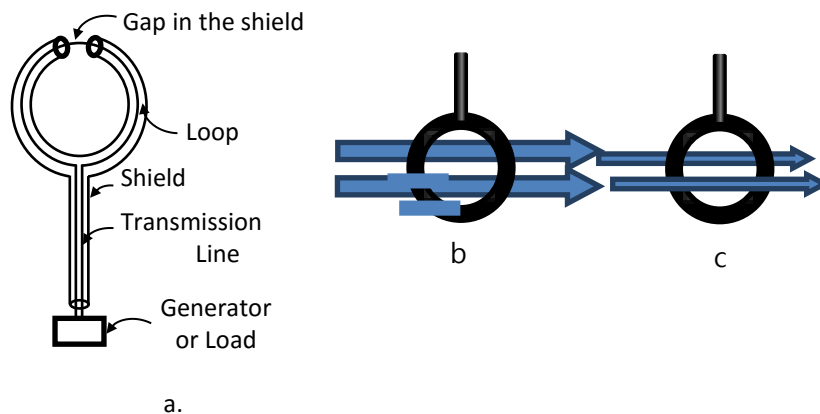 Gap in the shield
Loop
Shield
Transmission
Line
Generator
or Load
a.
b
c